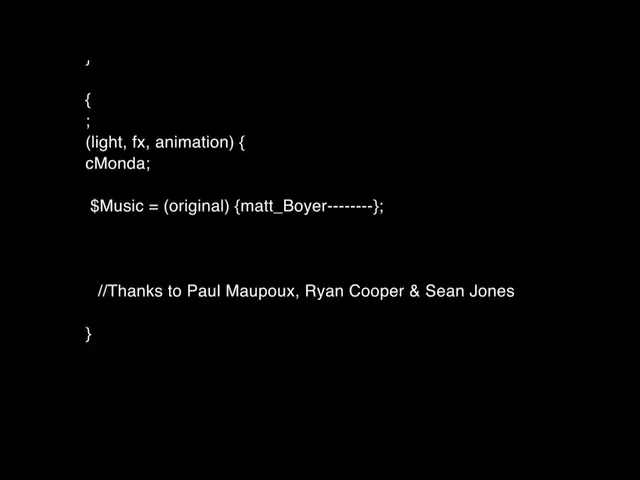 {
;
(light, fx, animation) {
cMonda;
$Music = (original) {matt_Boyer--------};
//Thanks to Paul Maupoux, Ryan Cooper & Sean Jones
}